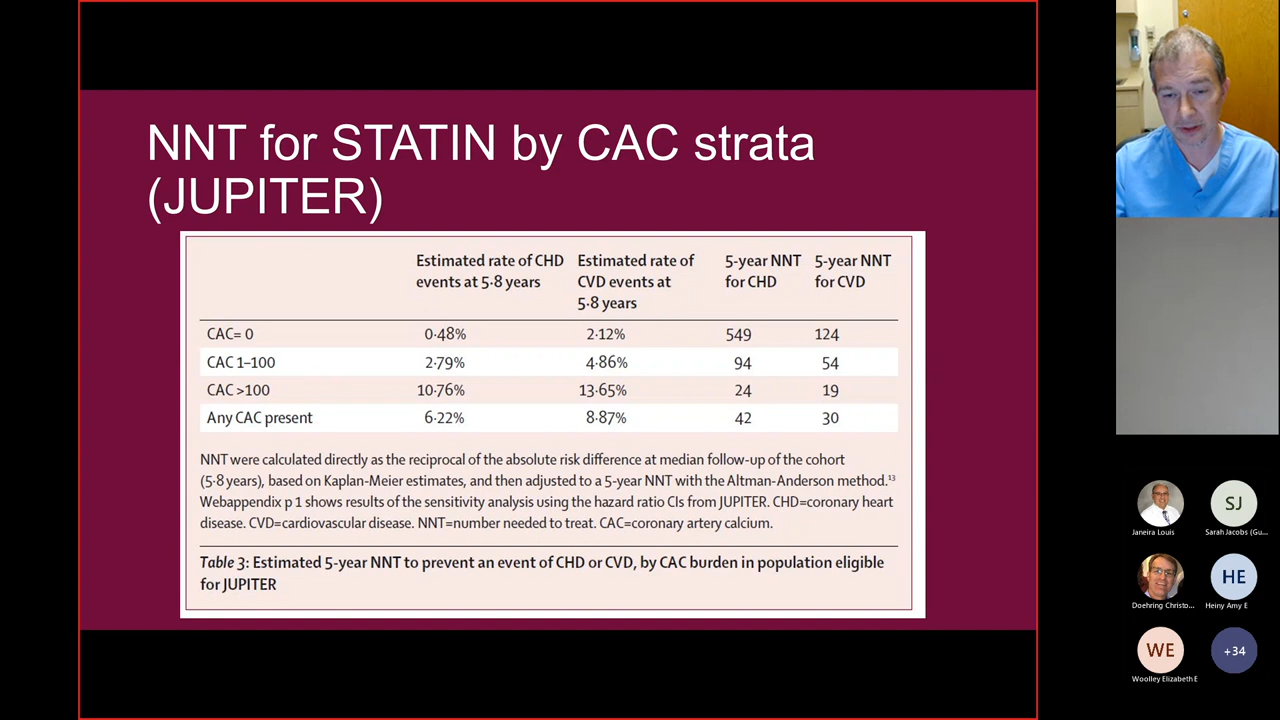 NNT for STATIN by CAC strata
(JUPITER)
Estimated rate of CHD events at 5·8 years
Estimated rate of CVD events at 5·8 years
5-year NNT for CHD
5-year NNT for CVD
CAC= 0 0·48% 2·12% 549 124
CAC 1–100 2·79% 4·86% 94 54
CAC >100 10·76% 13·65% 24 19
Any CAC present 6·22% 8·87% 42 30
NNT were calculated directly as the reciprocal of the absolute risk difference at median follow-up of the cohort
(5·8 years), based on Kaplan-Meier estimates, and then adjusted to a 5-year NNT with the Altman-Anderson method.¹³
Webappendix p 1 shows results of the sensitivity analysis using the hazard ratio CIs from JUPITER. CHD=coronary heart
disease. CVD=cardiovascular disease. NNT=number needed to treat. CAC=coronary artery calcium.
Table 3: Estimated 5-year NNT to prevent an event of CHD or CVD, by CAC burden in population eligible
for JUPITER
Janeira Louis
SJ
Sarah Jacobs (Gu...
Doehring Christo...
HE
Heiny Amy E
WE
Woolley Elizabeth E
+34